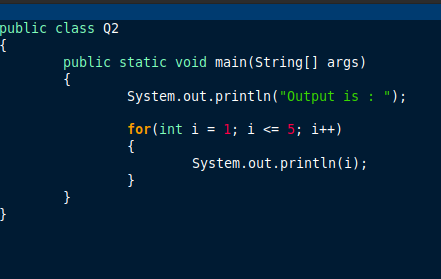 public class Q2
{
        public static void main(String[] args)
        {
                System.out.println("Output is : ");

                for(int i = 1; i <= 5; i++)
                {
                        System.out.println(i);
                }
        }
}